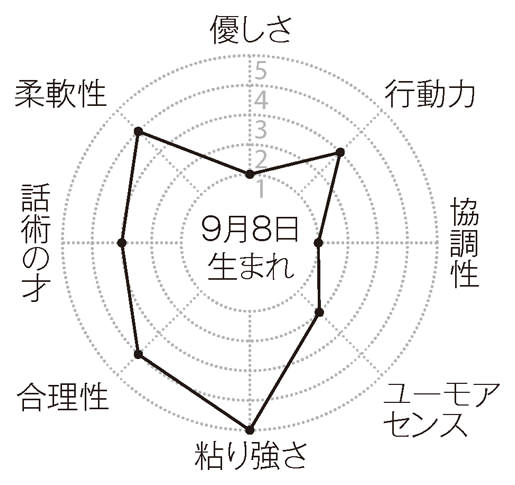 優しさ
行動力
協調性
ユーモア
センス
粘り強さ
合理性
話術の才
柔軟性
5
4
3
2
1
9月8日
生まれ